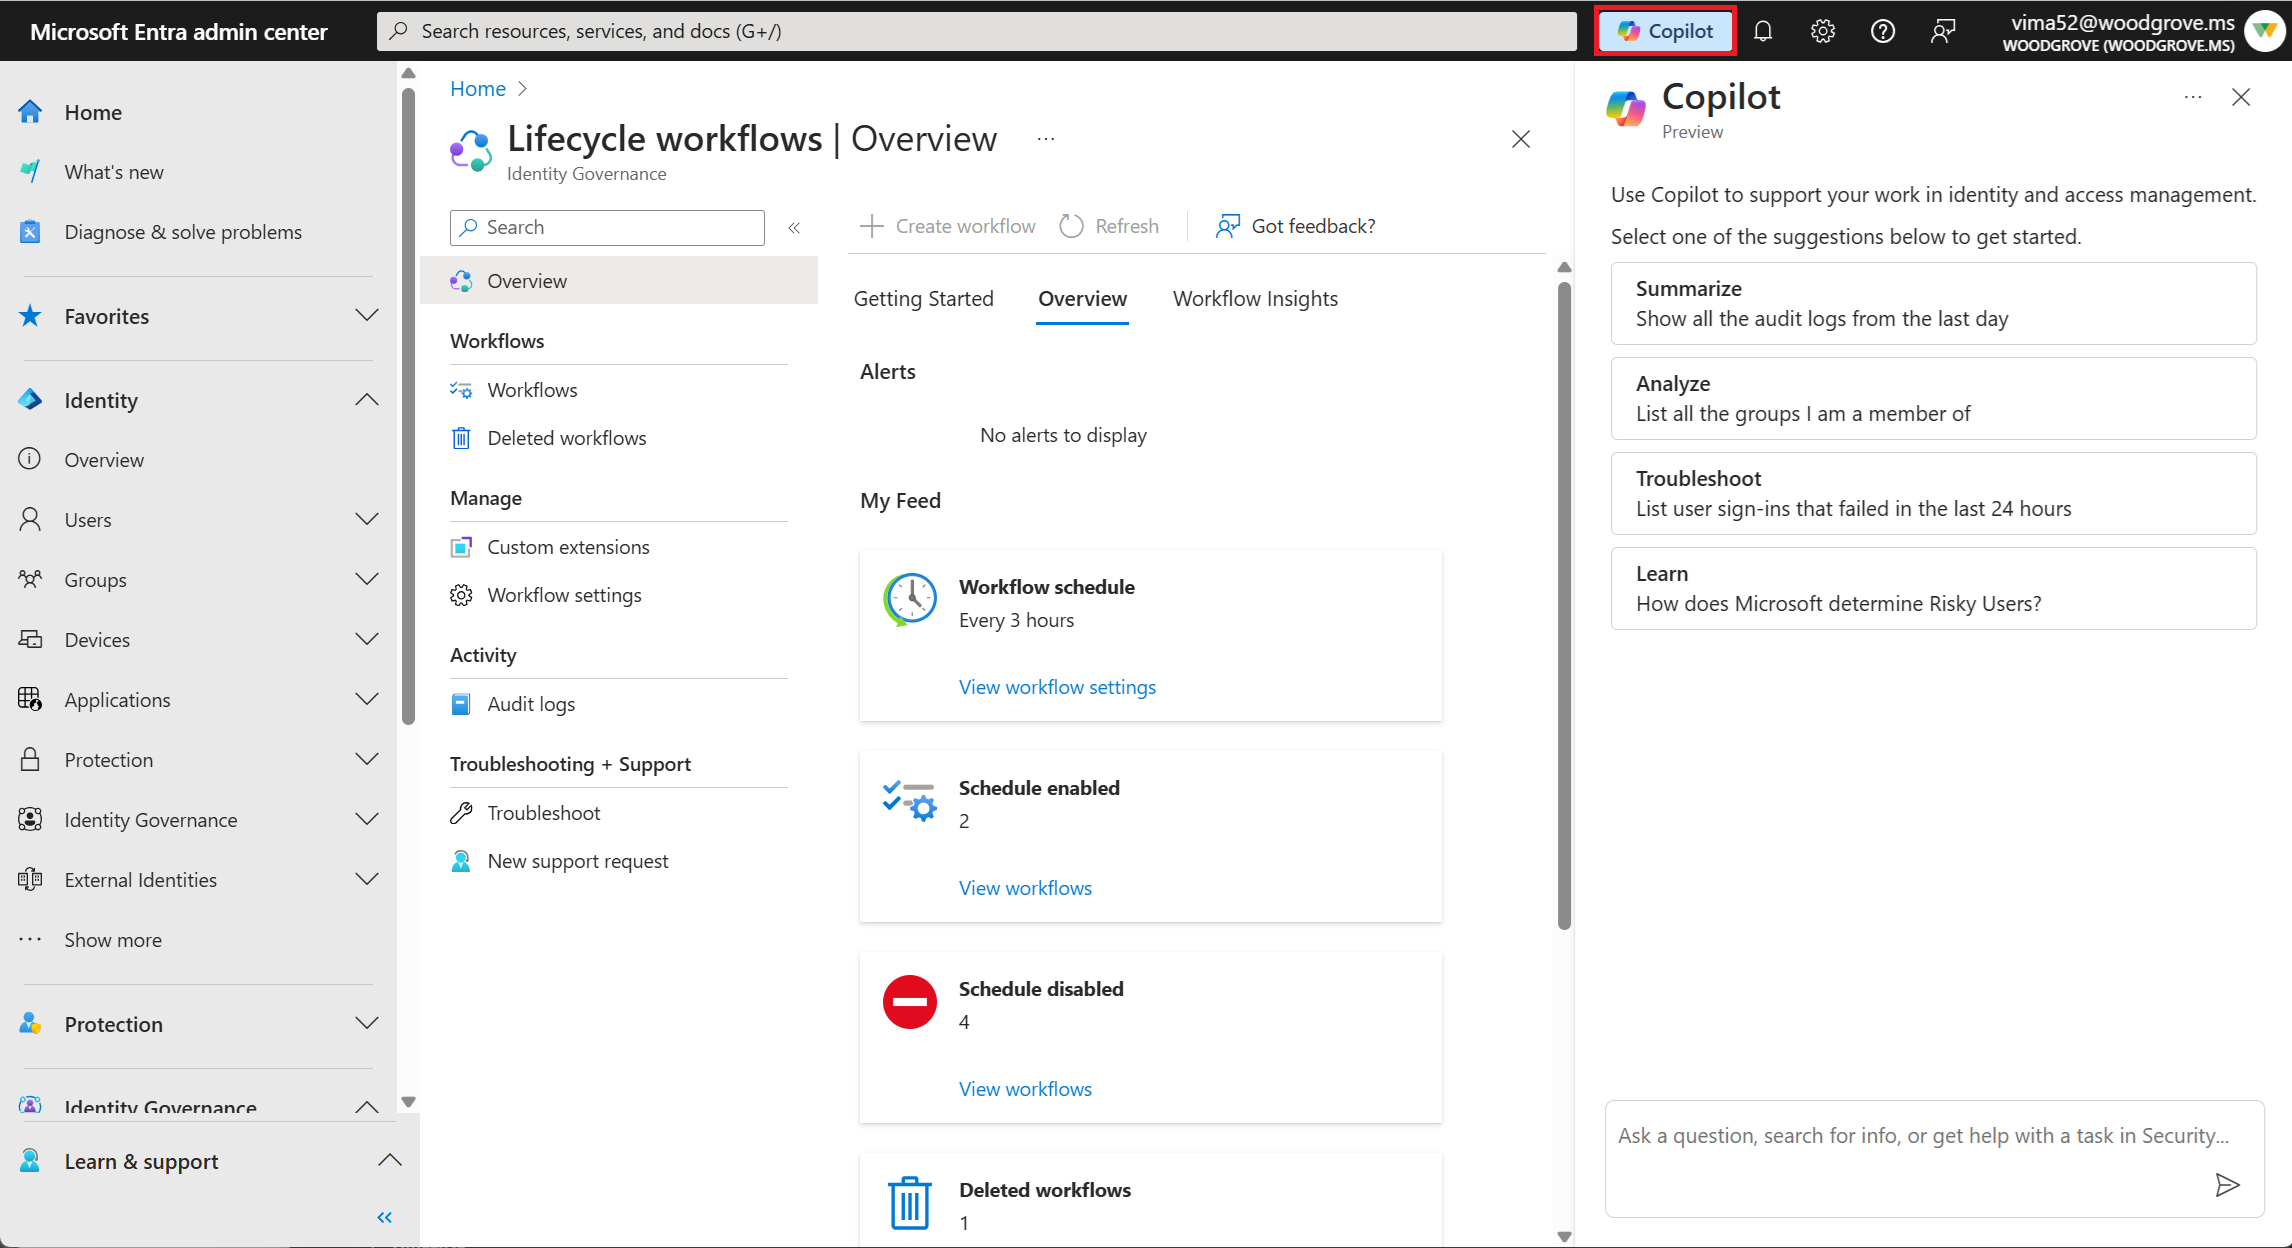 Microsoft Entra admin center
Search resources, services, and docs (G+/)
Copilot
vima52@woodgrove.ms
WOODGROVE (WOODGROVE.MS)
Home
What's new
Diagnose & solve problems
Favorites
Identity
Overview
Users
Groups
Devices
Applications
Protection
Identity Governance
External Identities
Show more
Protection
Identity Governance
Learn & support
Home
Lifecycle workflows | Overview
Identity Governance
Search
Overview
Workflows
Workflows
Deleted workflows
Manage
Custom extensions
Workflow settings
Activity
Audit logs
Troubleshooting + Support
Troubleshoot
New support request
Create workflow
Refresh
Got feedback?
Getting Started
Overview
Workflow Insights
Alerts
No alerts to display
My Feed
Workflow schedule
Every 3 hours
View workflow settings
Schedule enabled
2
View workflows
Schedule disabled
4
View workflows
Deleted workflows
1
Copilot
Preview
Use Copilot to support your work in identity and access management.
Select one of the suggestions below to get started.
Summarize
Show all the audit logs from the last day
Analyze
List all the groups I am a member of
Troubleshoot
List user sign-ins that failed in the last 24 hours
Learn
How does Microsoft determine Risky Users?
Ask a question, search for info, or get help with a task in Security...